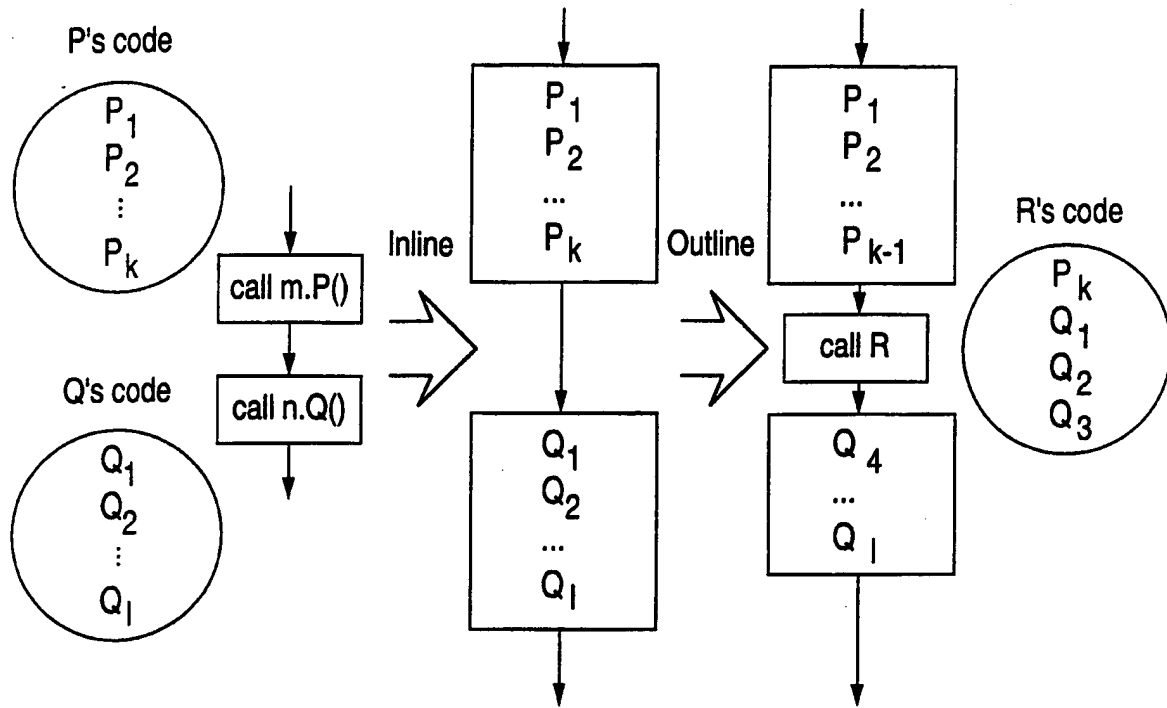 P's code
P₁
P₂
⋮
Pₖ
call m.P()
call n.Q()
Q's code
Q₁
Q₂
⋮
Qₗ
Inline
P₁
P₂
...
Pₖ
Q₁
Q₂
...
Qₗ
Outline
P₁
P₂
...
Pₖ₋₁
call R
Q₄
...
Qₗ
R's code
Pₖ
Q₁
Q₂
Q₃